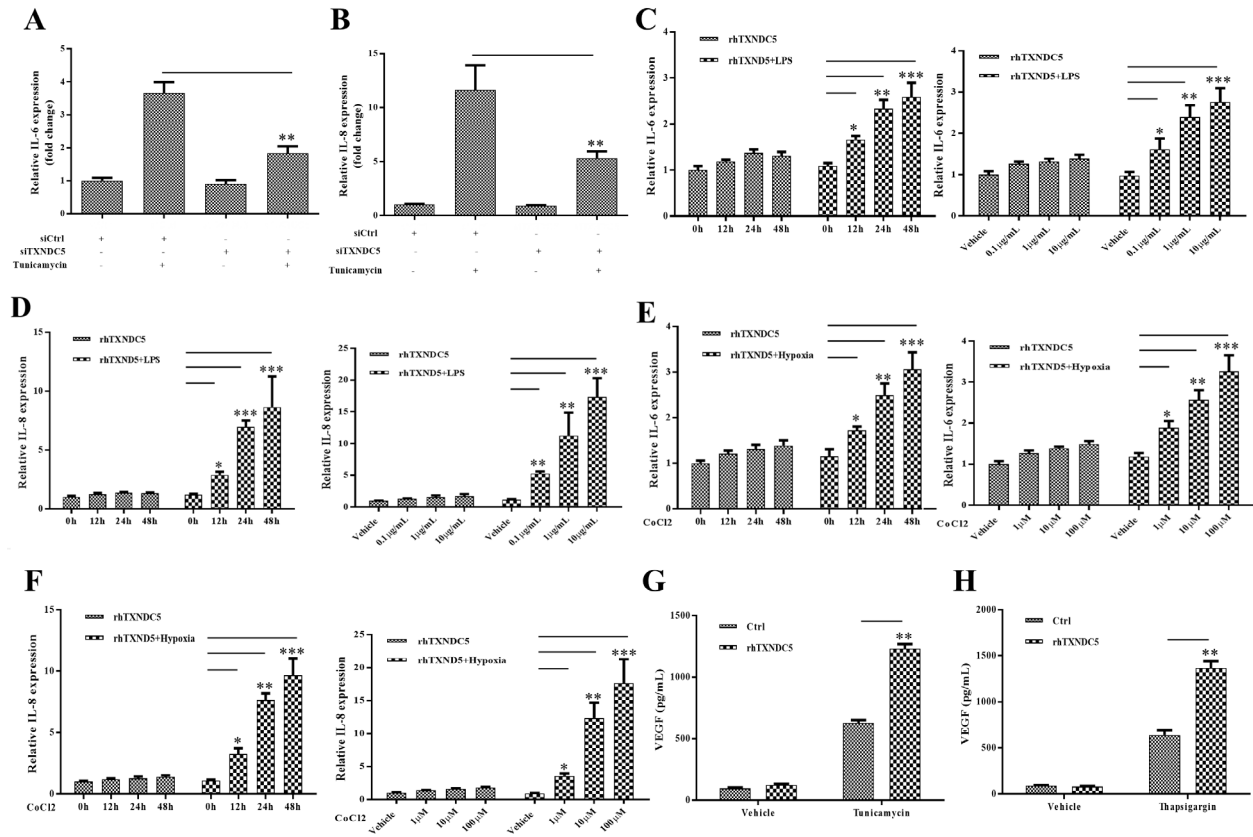 A
Relative IL-6 expression
(fold change)
5
4
3
2
1
0
**
siCtrl + + - -
siTXNDC5 - - + +
Tunicamycin - + - +
B
Relative IL-8 expression
(fold change)
15
10
5
0
**
siCtrl + + - -
siTXNDC5 - - + +
Tunicamycin - + - +
C
Relative IL-6 expression
4
3
2
1
0
rhTXNDC5
rhTXND5+LPS
* ** ***
0h 12h 24h 48h 0h 12h 24h 48h
Relative IL-6 expression
4
3
2
1
0
rhTXNDC5
rhTXND5+LPS
* ** ***
Vehicle 0.1 μg/mL 1μg/mL 10μg/mL Vehicle 0.1 μg/mL 1μg/mL 10μg/mL
D
Relative IL-8 expression
15
10
5
0
rhTXNDC5
rhTXND5+LPS
* *** ***
0h 12h 24h 48h 0h 12h 24h 48h
Relative IL-8 expression
25
20
15
10
5
0
rhTXNDC5
rhTXND5+LPS
** ** ***
Vehicle 0.1 μg/mL 1μg/mL 10μg/mL Vehicle 0.1 μg/mL 1μg/mL 10μg/mL
E
Relative IL-6 expression
4
3
2
1
0
rhTXNDC5
rhTXND5+Hypoxia
* ** ***
CoCl2 0h 12h 24h 48h 0h 12h 24h 48h
Relative IL-6 expression
4
3
2
1
0
rhTXNDC5
rhTXND5+Hypoxia
* ** ***
CoCl2 Vehicle 1μM 10μM 100μM Vehicle 1μM 10μM 100μM
F
Relative IL-8 expression
15
10
5
0
rhTXNDC5
rhTXND5+Hypoxia
* ** ***
CoCl2 0h 12h 24h 48h 0h 12h 24h 48h
Relative IL-8 expression
25
20
15
10
5
0
rhTXNDC5
rhTXND5+Hypoxia
* ** ***
CoCl2 Vehicle 1μM 10μM 100μM Vehicle 1μM 10μM 100μM
G
VEGF (pg/mL)
1500
1000
500
0
Ctrl
rhTXNDC5
**
Vehicle Tunicamycin
H
VEGF (pg/mL)
2000
1500
1000
500
0
Ctrl
rhTXNDC5
**
Vehicle Thapsigargin